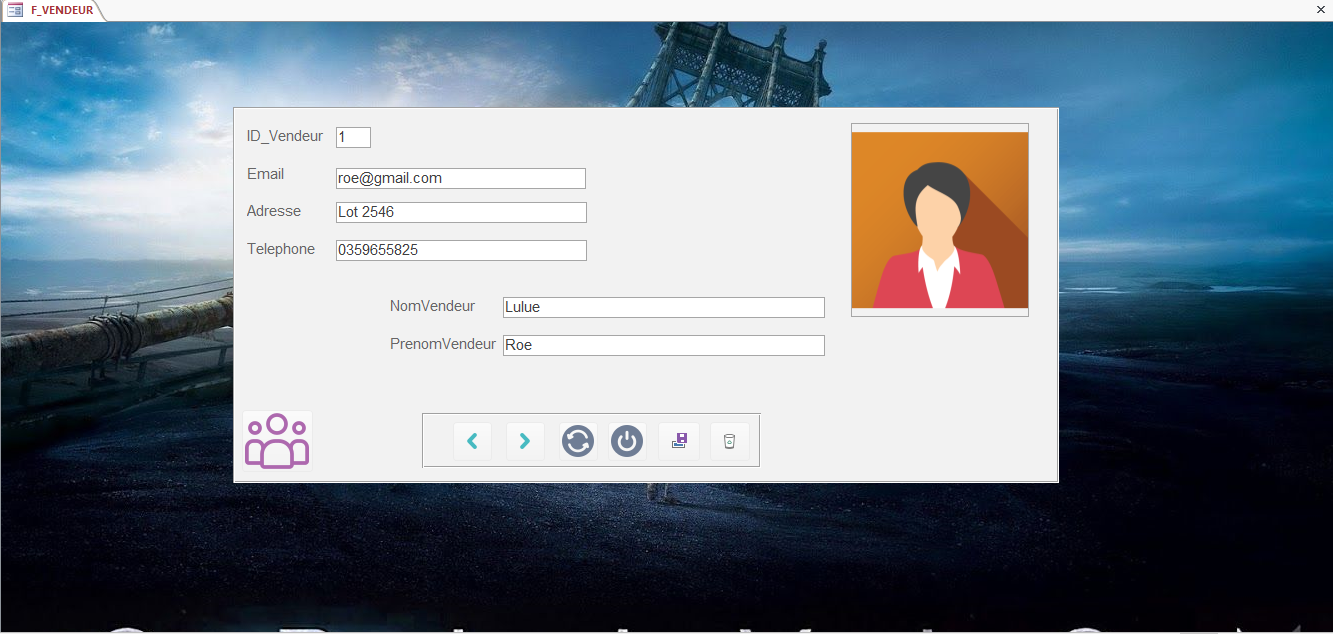 F_VENDEUR
ID_Vendeur 1
Email roe@gmail.com
Adresse Lot 2546
Telephone 0359655825
NomVendeur Lulue
PrenomVendeur Roe